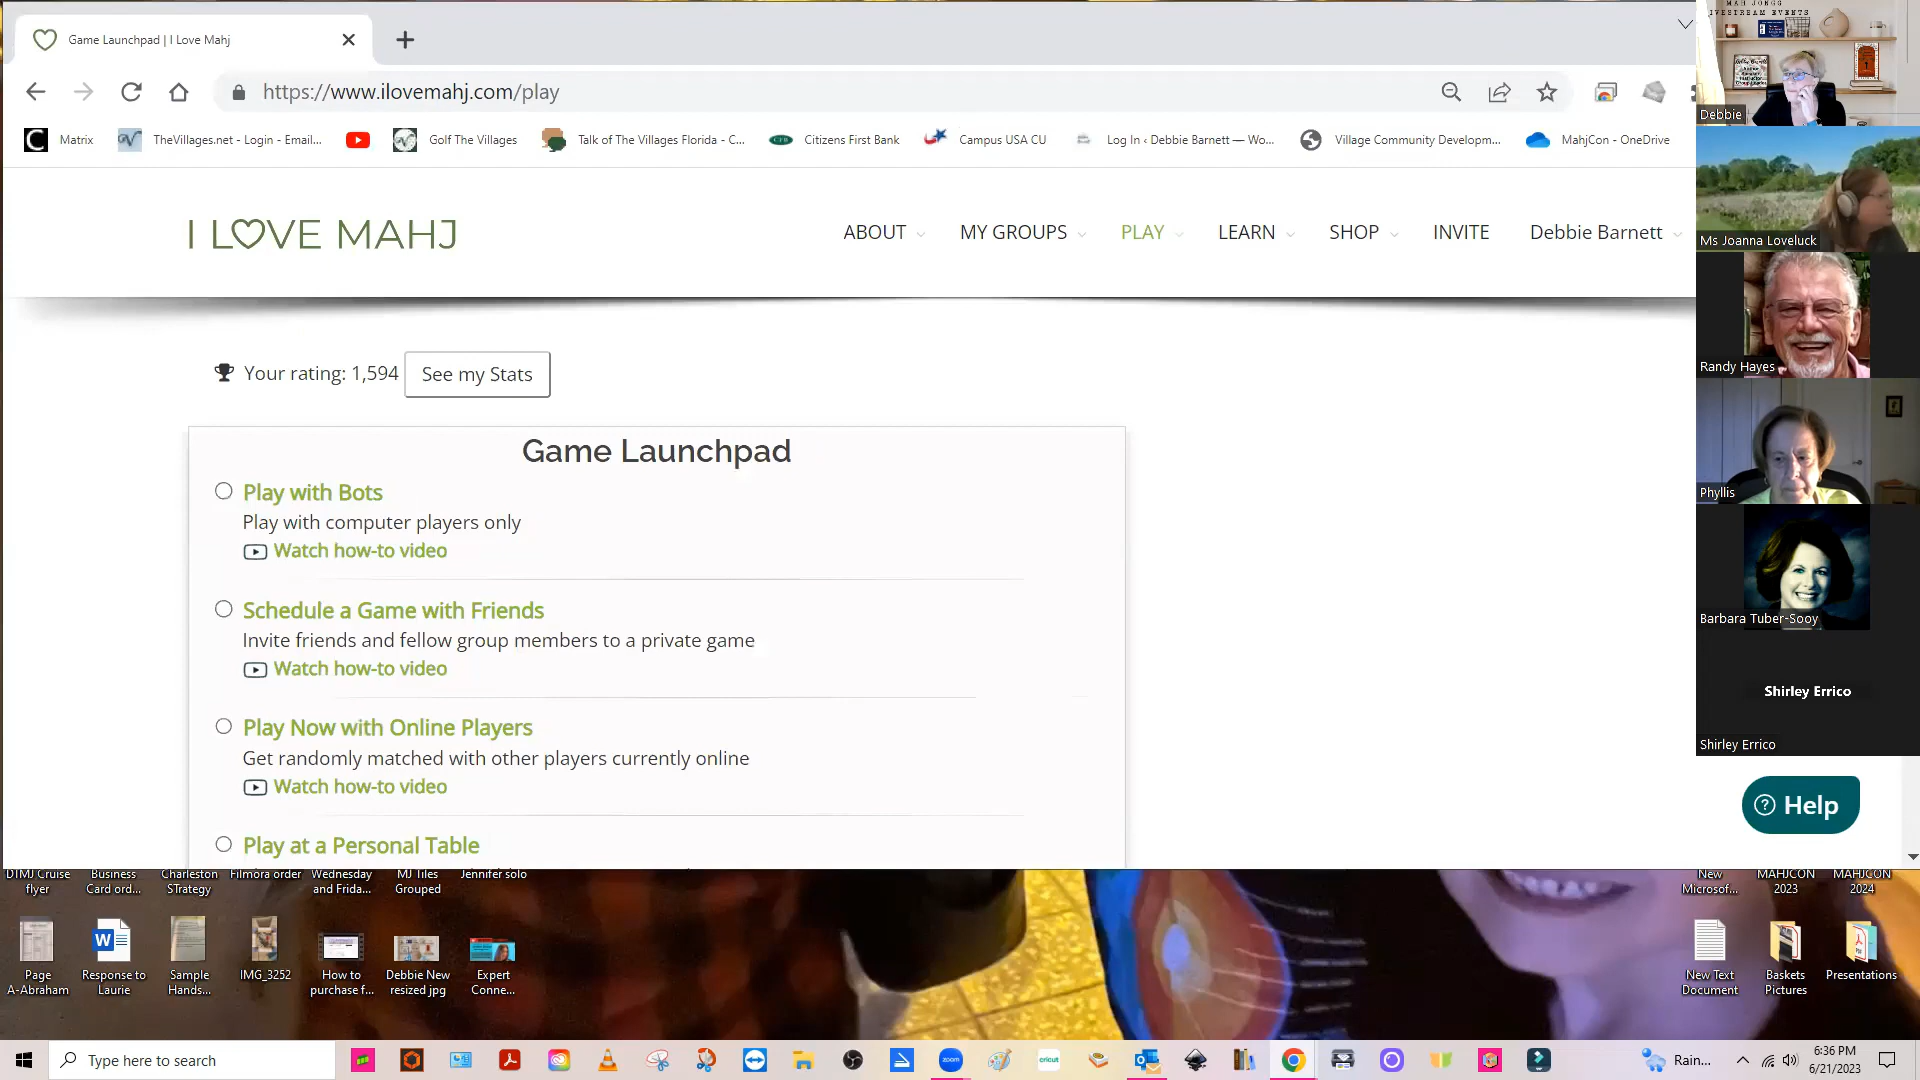 Game Launchpad | I Love Mahj
https://www.ilovemahj.com/play
Matrix
TheVillages.net - Login - Email...
Golf The Villages
Talk of The Villages Florida - C...
Citizens First Bank
Campus USA CU
Log In ‹ Debbie Barnett — Wo...
Village Community Developm...
MahjCon - OneDrive
I LOVE MAHJ
ABOUT
MY GROUPS
PLAY
LEARN
SHOP
INVITE
Debbie Barnett
Your rating: 1,594
See my Stats
Game Launchpad
Play with Bots
Play with computer players only
Watch how-to video
Schedule a Game with Friends
Invite friends and fellow group members to a private game
Watch how-to video
Play Now with Online Players
Get randomly matched with other players currently online
Watch how-to video
Play at a Personal Table
Help
MAH JONGG
LIVESTREAM EVENTS
Debbie
Ms Joanna Loveluck
Randy Hayes
Phyllis
Barbara Tuber-Sooy
Shirley Errico
Shirley Errico
DTMJ Cruise
flyer
Business
Card ord...
Charleston
STrategy
Filmora order
Wednesday
and Frida...
MJ Tiles
Grouped
Jennifer solo
New
Microsof...
MAHJCON
2023
MAHJCON
2024
Page
A-Abraham
Response to
Laurie
Sample
Hands...
IMG_3252
How to
purchase f...
Debbie New
resized jpg
Expert
Conne...
New Text
Document
Baskets
Pictures
Presentations
Type here to search
zoom
cricut
Rain...
6:36 PM
6/21/2023